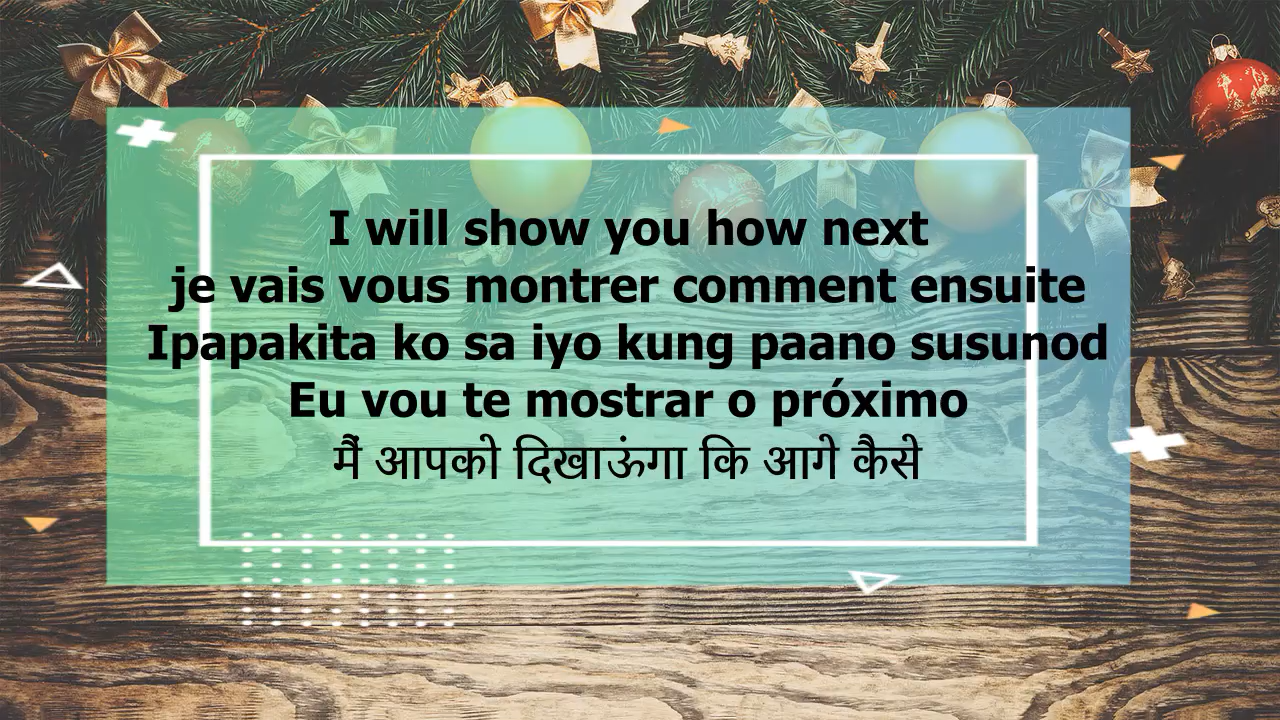 I will show you how next
je vais vous montrer comment ensuite
Ipapakita ko sa iyo kung paano susunod
Eu vou te mostrar o próximo
मैं आपको दिखाऊंगा कि आगे कैसे